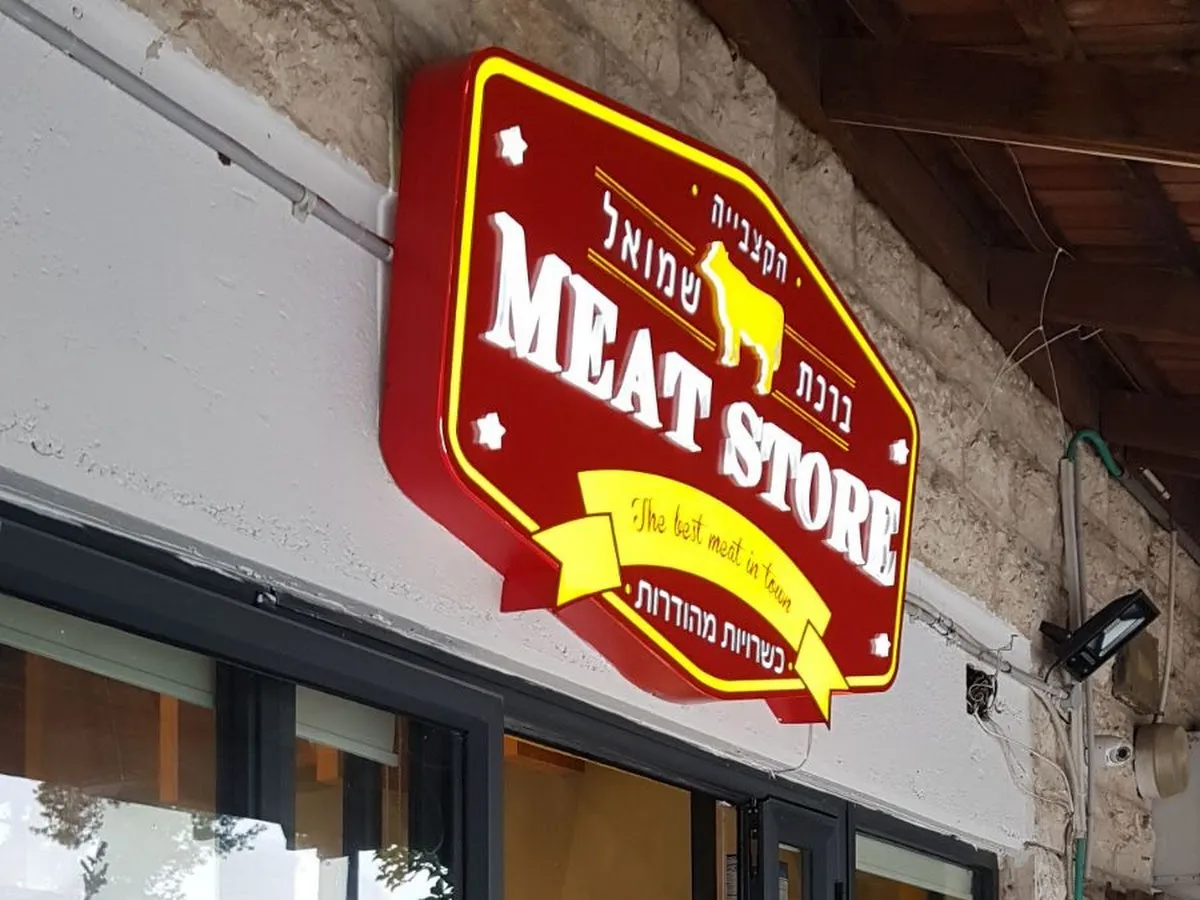 הקצבייה
ברכת שמואל
MEAT STORE
The best meat in town
כשרויות מהודרות